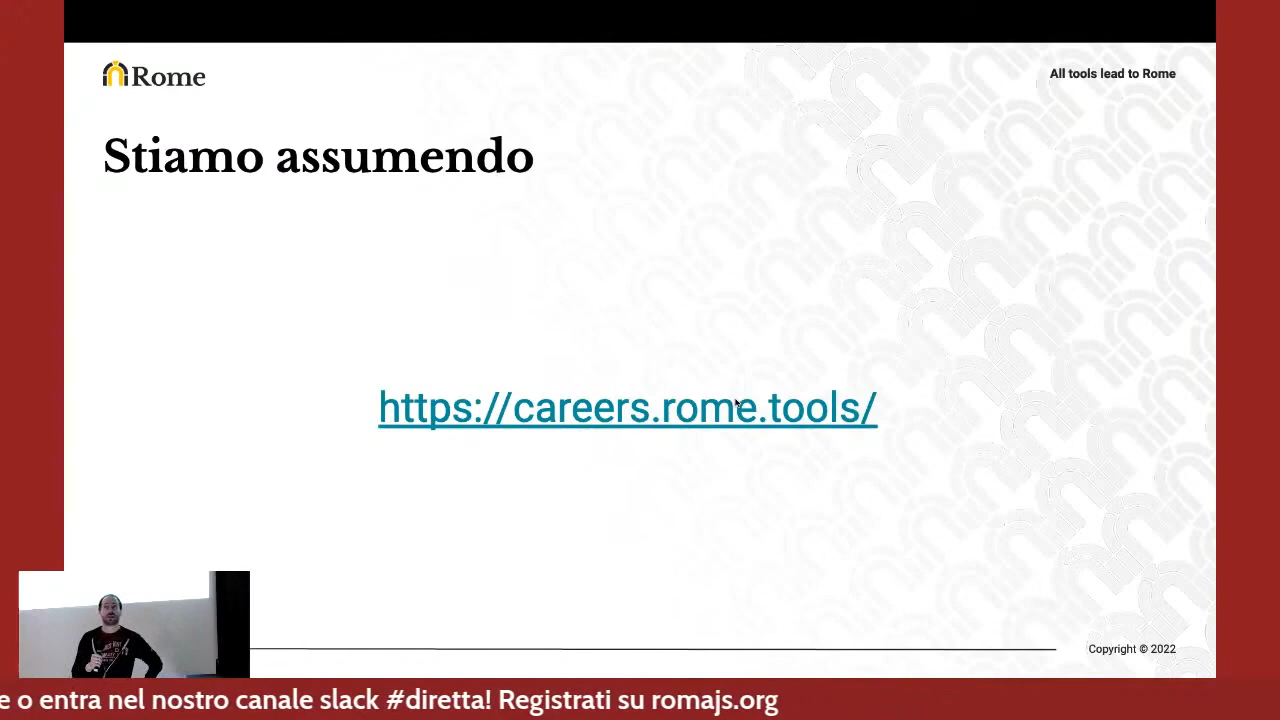 Rome
All tools lead to Rome
Stiamo assumendo
https://careers.rome.tools/
Copyright © 2022
e o entra nel nostro canale slack #diretta! Registrati su romajs.org